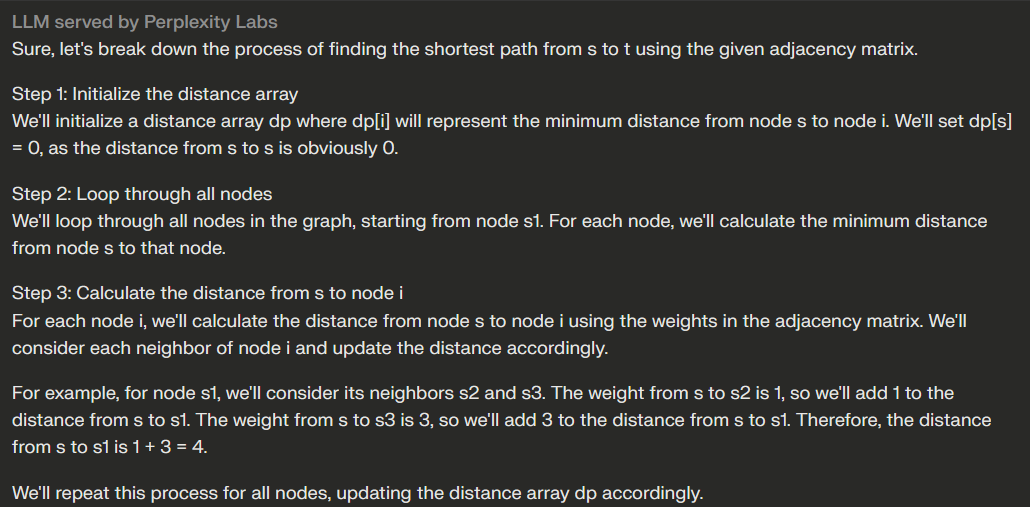 LLM served by Perplexity Labs
Sure, let's break down the process of finding the shortest path from s to t using the given adjacency matrix.
Step 1: Initialize the distance array
We'll initialize a distance array dp where dp[i] will represent the minimum distance from node s to node i. We'll set dp[s]
= 0, as the distance from s to s is obviously 0.
Step 2: Loop through all nodes
We'll loop through all nodes in the graph, starting from node s1. For each node, we'll calculate the minimum distance
from node s to that node.
Step 3: Calculate the distance from s to node i
For each node i, we'll calculate the distance from node s to node i using the weights in the adjacency matrix. We'll
consider each neighbor of node i and update the distance accordingly.
For example, for node s1, we'll consider its neighbors s2 and s3. The weight from s to s2 is 1, so we'll add 1 to the
distance from s to s1. The weight from s to s3 is 3, so we'll add 3 to the distance from s to s1. Therefore, the distance
from s to s1 is 1 + 3 = 4.
We'll repeat this process for all nodes, updating the distance array dp accordingly.